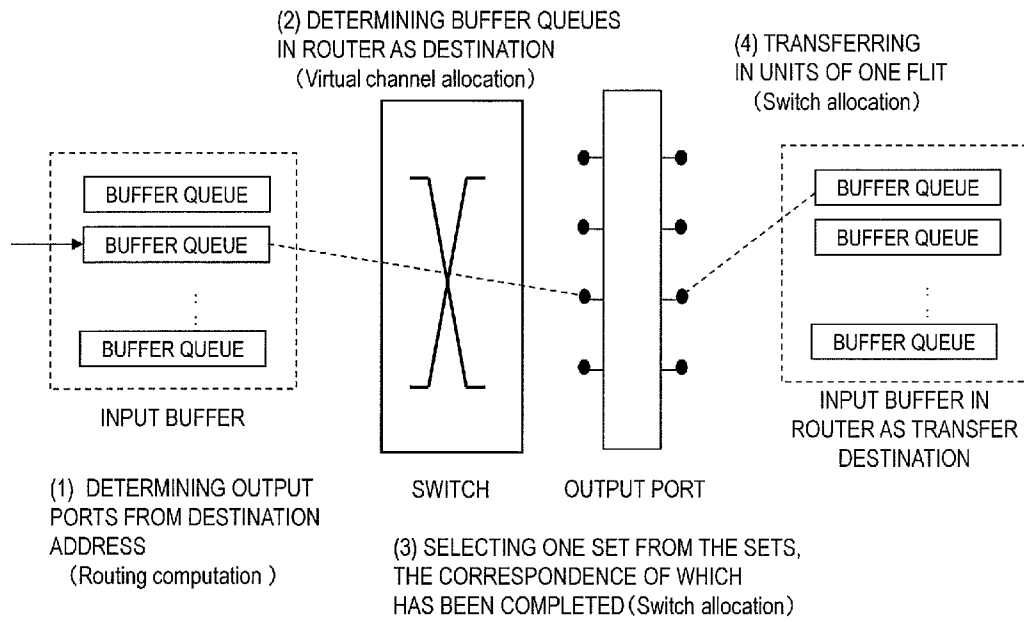 (2) DETERMINING BUFFER QUEUES
IN ROUTER AS DESTINATION
(Virtual channel allocation)
(4) TRANSFERRING
IN UNITS OF ONE FLIT
(Switch allocation)
BUFFER QUEUE
BUFFER QUEUE
BUFFER QUEUE
INPUT BUFFER
BUFFER QUEUE
BUFFER QUEUE
BUFFER QUEUE
INPUT BUFFER IN
ROUTER AS TRANSFER
DESTINATION
SWITCH
OUTPUT PORT
(1) DETERMINING OUTPUT
PORTS FROM DESTINATION
ADDRESS
(Routing computation )
(3) SELECTING ONE SET FROM THE SETS,
THE CORRESPONDENCE OF WHICH
HAS BEEN COMPLETED (Switch allocation)